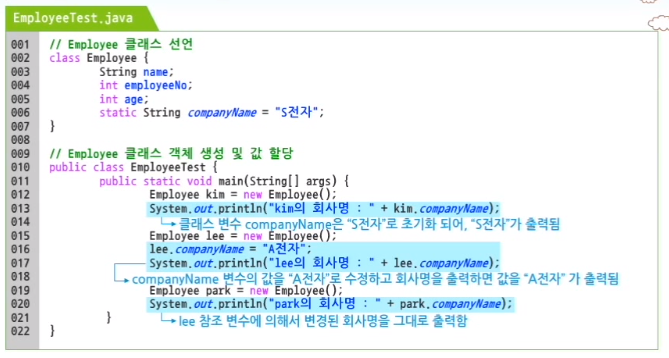 EmployeeTest.java
001 // Employee 클래스 선언
002 class Employee {
003 String name;
004 int employeeNo;
005 int age;
006 static String companyName = "S전자";
007 }
008
009 // Employee 클래스 객체 생성 및 값 할당
010 public class EmployeeTest {
011 public static void main(String[] args) {
012 Employee kim = new Employee();
013 System.out.println("kim의 회사명 : " + kim.companyName);
014 클래스 변수 companyName은 “S전자”로 초기화 되어, “S전자”가 출력됨
015 Employee lee = new Employee();
016 lee.companyName = "A전자";
017 System.out.println("lee의 회사명 : " + lee.companyName);
018 companyName 변수의 값을 “A전자”로 수정하고 회사명을 출력하면 값을 “A전자” 가 출력됨
019 Employee park = new Employee();
020 System.out.println("park의 회사명 : " + park.companyName);
021 } lee 참조 변수에 의해서 변경된 회사명을 그대로 출력함
022 }